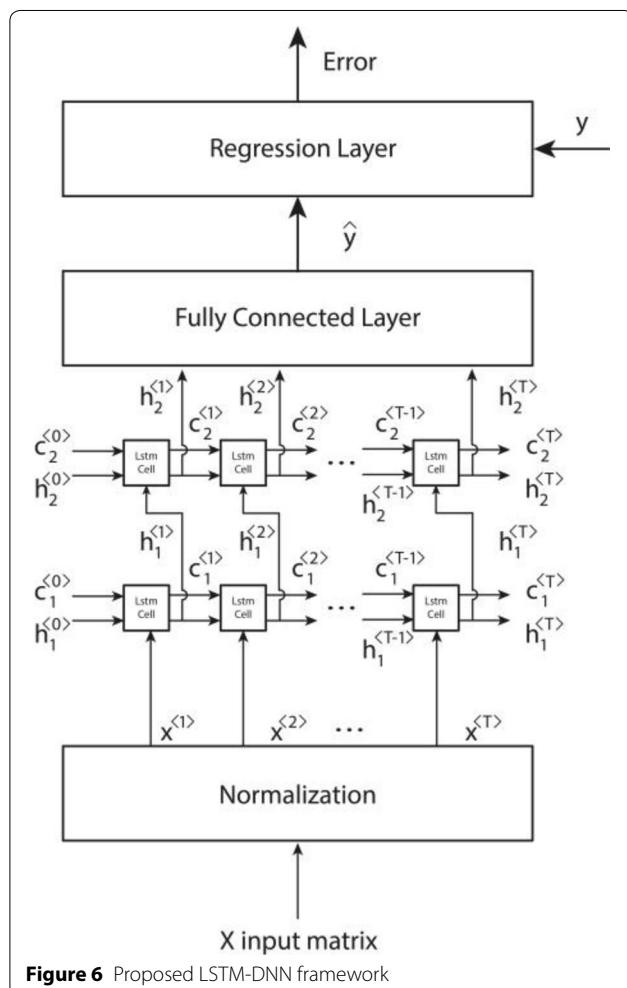 Error
Regression Layer
y
ŷ
Fully Connected Layer
h₂^<1> h₂^<2> h₂^<T>
c₂^<0> c₂^<1> c₂^<2> c₂^<T-1> c₂^<T>
Lstm Cell Lstm Cell ... Lstm Cell
h₂^<0> h₂^<T-1> h₂^<T>
h₁^<1> h₁^<2> h₁^<T>
c₁^<0> c₁^<1> c₁^<2> c₁^<T-1> c₁^<T>
Lstm Cell Lstm Cell ... Lstm Cell
h₁^<0> h₁^<T-1> h₁^<T>
x^<1> x^<2> ... x^<T>
Normalization
X input matrix
Figure 6 Proposed LSTM-DNN framework